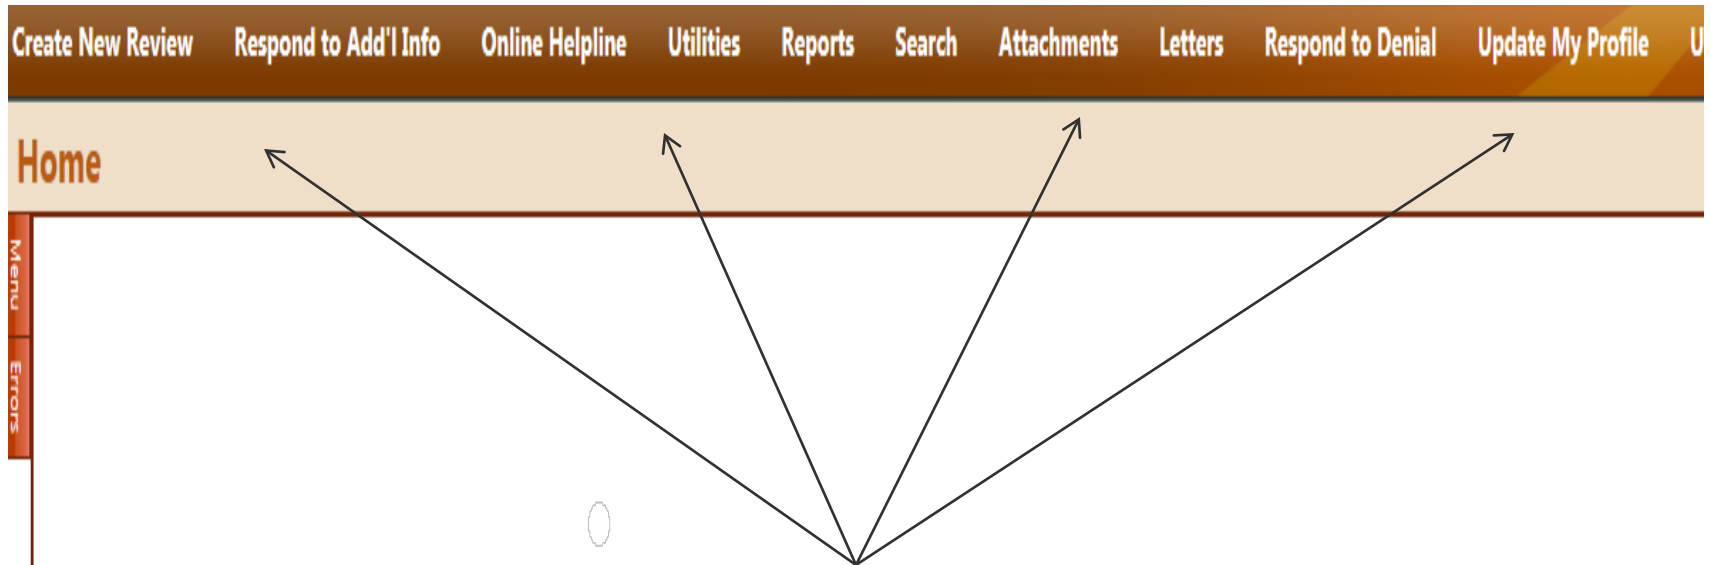 Create New Review Respond to Add'l Info Online Helpline Utilities Reports Search Attachments Letters Respond to Denial Update My Profile U
Home
Menu
Errors